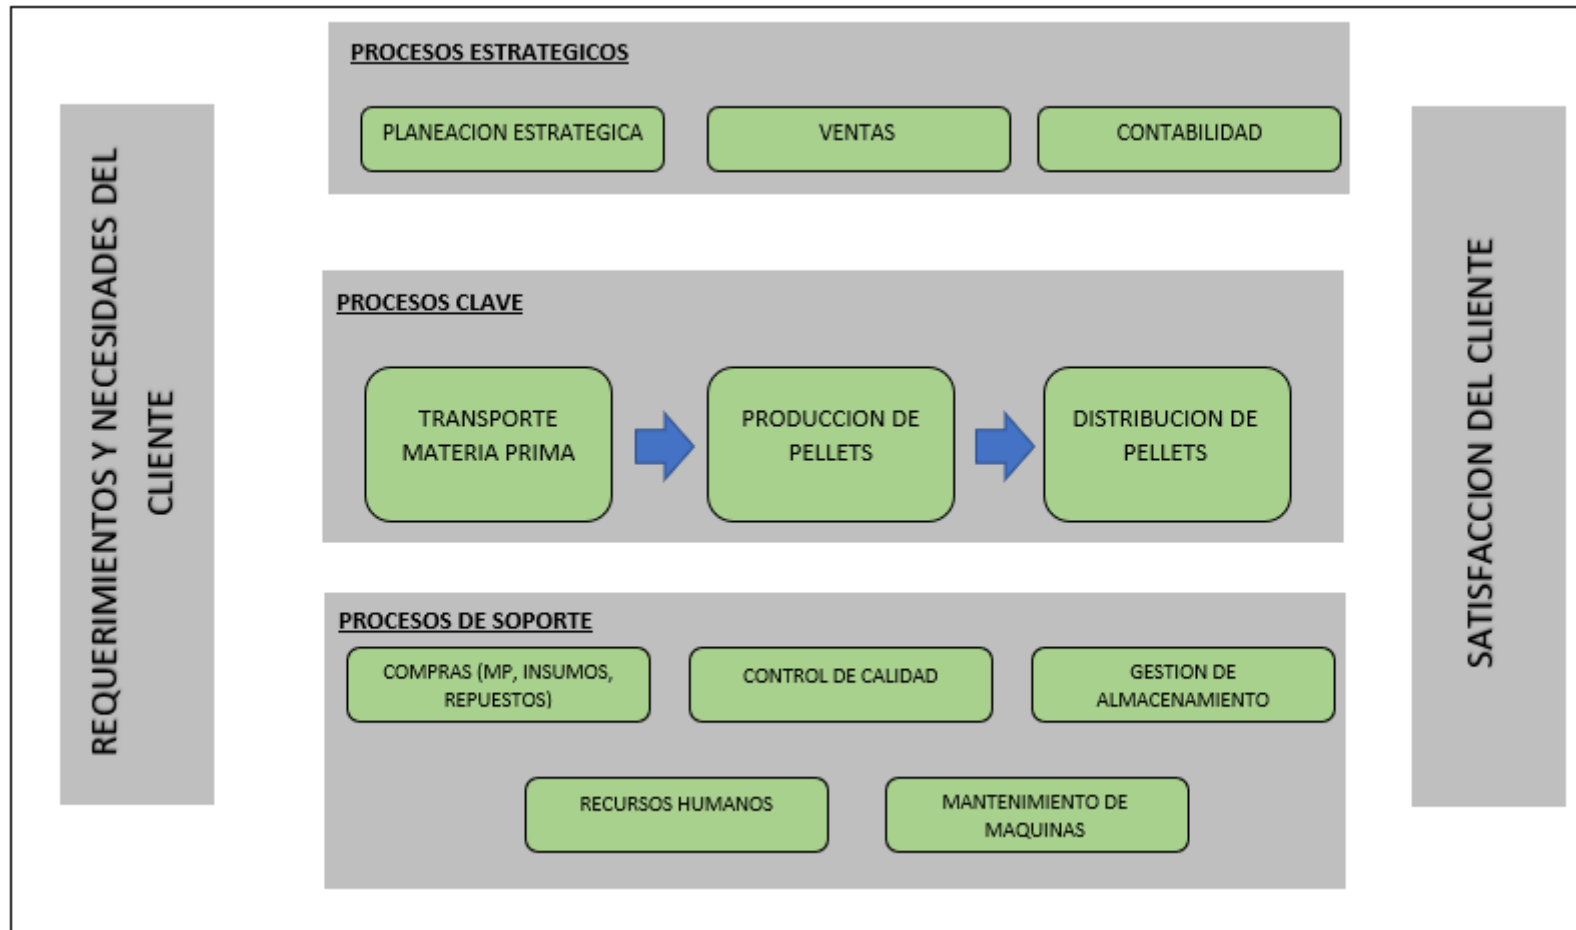 REQUERIMIENTOS Y NECESIDADES DEL
CLIENTE
PROCESOS ESTRATEGICOS
PLANEACION ESTRATEGICA
VENTAS
CONTABILIDAD
PROCESOS CLAVE
TRANSPORTE
MATERIA PRIMA
PRODUCCION DE
PELLETS
DISTRIBUCION DE
PELLETS
PROCESOS DE SOPORTE
COMPRAS (MP, INSUMOS,
REPUESTOS)
CONTROL DE CALIDAD
GESTION DE
ALMACENAMIENTO
RECURSOS HUMANOS
MANTENIMIENTO DE
MAQUINAS
SATISFACCION DEL CLIENTE